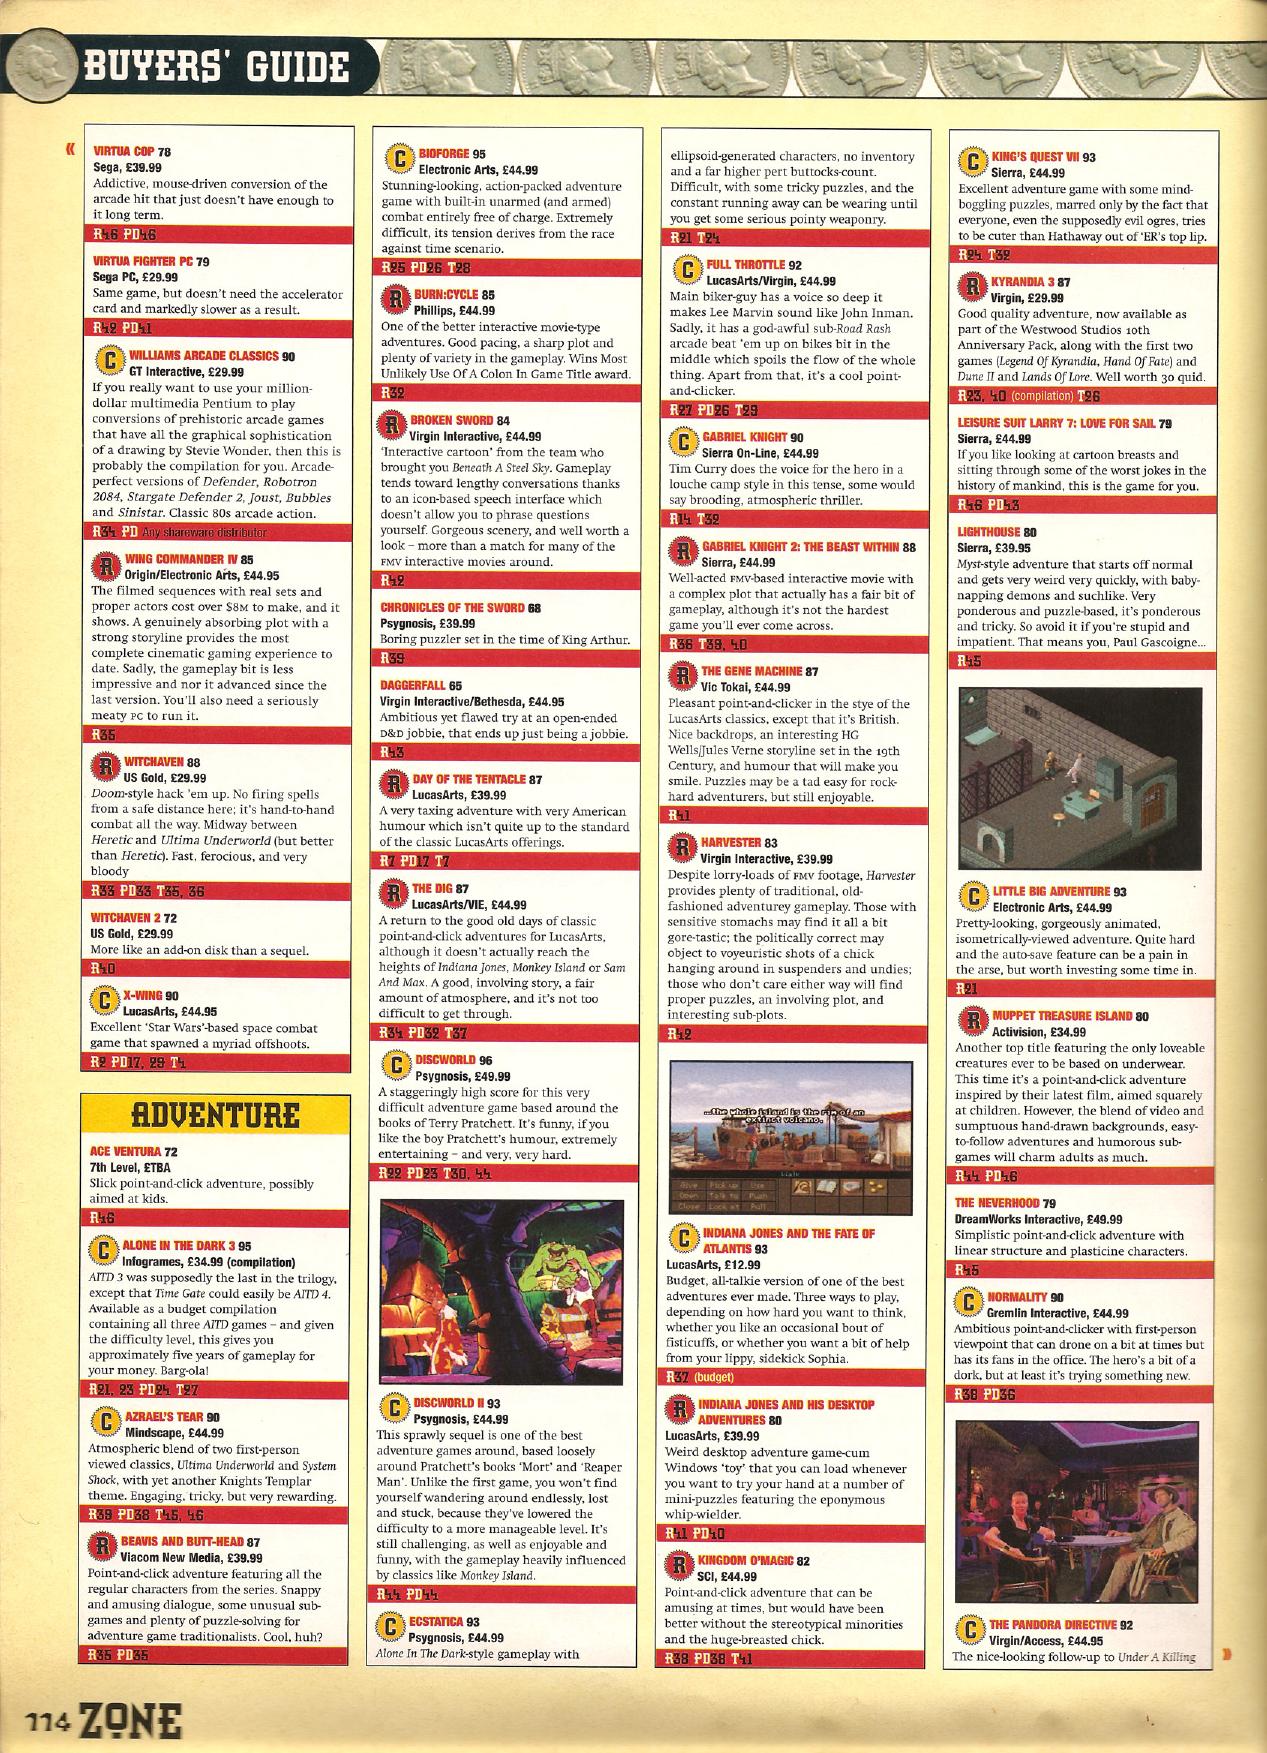 BUYERS' GUIDE
«
VIRTUA COP 78
Sega, £39.99
Addictive, mouse-driven conversion of the
arcade hit that just doesn't have enough to
it long term.
R46 PD46
VIRTUA FIGHTER PC 79
Sega PC, £29.99
Same game, but doesn't need the accelerator
card and markedly slower as a result.
R42 PD41
C WILLIAMS ARCADE CLASSICS 90
GT Interactive, £29.99
If you really want to use your million-
dollar multimedia Pentium to play
conversions of prehistoric arcade games
that have all the graphical sophistication
of a drawing by Stevie Wonder, then this is
probably the compilation for you. Arcade-
perfect versions of Defender, Robotron
2084, Stargate Defender 2, Joust, Bubbles
and Sinistar. Classic 80s arcade action.
R34 PD Any shareware distributor
R WING COMMANDER IV 85
Origin/Electronic Arts, £44.95
The filmed sequences with real sets and
proper actors cost over $8M to make, and it
shows. A genuinely absorbing plot with a
strong storyline provides the most
complete cinematic gaming experience to
date. Sadly, the gameplay bit is less
impressive and nor it advanced since the
last version. You'll also need a seriously
meaty PC to run it.
R35
R WITCHAVEN 88
US Gold, £29.99
Doom-style hack 'em up. No firing spells
from a safe distance here; it's hand-to-hand
combat all the way. Midway between
Heretic and Ultima Underworld (but better
than Heretic). Fast, ferocious, and very
bloody
R33 PD33 T35, 36
WITCHAVEN 2 72
US Gold, £29.99
More like an add-on disk than a sequel.
R40
C X-WING 90
LucasArts, £44.95
Excellent 'Star Wars'-based space combat
game that spawned a myriad offshoots.
R2 PD17, 29 T4
ADVENTURE
ACE VENTURA 72
7th Level, £TBA
Slick point-and-click adventure, possibly
aimed at kids.
R46
C ALONE IN THE DARK 3 95
Infogrames, £34.99 (compilation)
AITD 3 was supposedly the last in the trilogy,
except that Time Gate could easily be AITD 4.
Available as a budget compilation
containing all three AITD games – and given
the difficulty level, this gives you
approximately five years of gameplay for
your money. Barg-ola!
R21, 23 PD24 T27
C AZRAEL'S TEAR 90
Mindscape, £44.99
Atmospheric blend of two first-person
viewed classics, Ultima Underworld and System
Shock, with yet another Knights Templar
theme. Engaging, tricky, but very rewarding.
R39 PD38 T45, 46
R BEAVIS AND BUTT-HEAD 87
Viacom New Media, £39.99
Point-and-click adventure featuring all the
regular characters from the series. Snappy
and amusing dialogue, some unusual sub-
games and plenty of puzzle-solving for
adventure game traditionalists. Cool, huh?
R35 PD35
C BIOFORGE 95
Electronic Arts, £44.99
Stunning-looking, action-packed adventure
game with built-in unarmed (and armed)
combat entirely free of charge. Extremely
difficult, its tension derives from the race
against time scenario.
R25 PD26 T28
R BURN:CYCLE 85
Phillips, £44.99
One of the better interactive movie-type
adventures. Good pacing, a sharp plot and
plenty of variety in the gameplay. Wins Most
Unlikely Use Of A Colon In Game Title award.
R32
R BROKEN SWORD 84
Virgin Interactive, £44.99
'Interactive cartoon' from the team who
brought you Beneath A Steel Sky. Gameplay
tends toward lengthy conversations thanks
to an icon-based speech interface which
doesn't allow you to phrase questions
yourself. Gorgeous scenery, and well worth a
look – more than a match for many of the
FMV interactive movies around.
R42
CHRONICLES OF THE SWORD 68
Psygnosis, £39.99
Boring puzzler set in the time of King Arthur.
R39
DAGGERFALL 65
Virgin Interactive/Bethesda, £44.95
Ambitious yet flawed try at an open-ended
D&D jobbie, that ends up just being a jobbie.
R43
R DAY OF THE TENTACLE 87
LucasArts, £39.99
A very taxing adventure with very American
humour which isn't quite up to the standard
of the classic LucasArts offerings.
R7 PD17 T7
R THE DIG 87
LucasArts/VIE, £44.99
A return to the good old days of classic
point-and-click adventures for LucasArts,
although it doesn't actually reach the
heights of Indiana Jones, Monkey Island or Sam
And Max. A good, involving story, a fair
amount of atmosphere, and it's not too
difficult to get through.
R34 PD32 T37
C DISCWORLD 96
Psygnosis, £49.99
A staggeringly high score for this very
difficult adventure game based around the
books of Terry Pratchett. It's funny, if you
like the boy Pratchett's humour, extremely
entertaining – and very, very hard.
R22 PD23 T30, 44
C DISCWORLD II 93
Psygnosis, £44.99
This sprawly sequel is one of the best
adventure games around, based loosely
around Pratchett's books 'Mort' and 'Reaper
Man'. Unlike the first game, you won't find
yourself wandering around endlessly, lost
and stuck, because they've lowered the
difficulty to a more manageable level. It's
still challenging, as well as enjoyable and
funny, with the gameplay heavily influenced
by classics like Monkey Island.
R44 PD44
C ECSTATICA 93
Psygnosis, £44.99
Alone In The Dark-style gameplay with
ellipsoid-generated characters, no inventory
and a far higher pert buttocks-count.
Difficult, with some tricky puzzles, and the
constant running away can be wearing until
you get some serious pointy weaponry.
R21 T24
C FULL THROTTLE 92
LucasArts/Virgin, £44.99
Main biker-guy has a voice so deep it
makes Lee Marvin sound like John Inman.
Sadly, it has a god-awful sub-Road Rash
arcade beat 'em up on bikes bit in the
middle which spoils the flow of the whole
thing. Apart from that, it's a cool point-
and-clicker.
R27 PD26 T29
C GABRIEL KNIGHT 90
Sierra On-Line, £44.99
Tim Curry does the voice for the hero in a
louche camp style in this tense, some would
say brooding, atmospheric thriller.
R14 T32
R GABRIEL KNIGHT 2: THE BEAST WITHIN 88
Sierra, £44.99
Well-acted FMV-based interactive movie with
a complex plot that actually has a fair bit of
gameplay, although it's not the hardest
game you'll ever come across.
R36 T39, 40
R THE GENE MACHINE 87
Vic Tokai, £44.99
Pleasant point-and-clicker in the stye of the
LucasArts classics, except that it's British.
Nice backdrops, an interesting HG
Wells/Jules Verne storyline set in the 19th
Century, and humour that will make you
smile. Puzzles may be a tad easy for rock-
hard adventurers, but still enjoyable.
R41
R HARVESTER 83
Virgin Interactive, £39.99
Despite lorry-loads of FMV footage, Harvester
provides plenty of traditional, old-
fashioned adventurey gameplay. Those with
sensitive stomachs may find it all a bit
gore-tastic; the politically correct may
object to voyeuristic shots of a chick
hanging around in suspenders and undies;
those who don't care either way will find
proper puzzles, an involving plot, and
interesting sub-plots.
R42
...the whole island is the rim of an
extinct volcano.
Walk
Give Pick up Use
Open Talk to Push
Close Look at Pull
C INDIANA JONES AND THE FATE OF
ATLANTIS 93
LucasArts, £12.99
Budget, all-talkie version of one of the best
adventures ever made. Three ways to play,
depending on how hard you want to think,
whether you like an occasional bout of
fisticuffs, or whether you want a bit of help
from your lippy, sidekick Sophia.
R37 (budget)
R INDIANA JONES AND HIS DESKTOP
ADVENTURES 80
LucasArts, £39.99
Weird desktop adventure game-cum
Windows 'toy' that you can load whenever
you want to try your hand at a number of
mini-puzzles featuring the eponymous
whip-wielder.
R41 PD40
R KINGDOM O'MAGIC 82
SCI, £44.99
Point-and-click adventure that can be
amusing at times, but would have been
better without the stereotypical minorities
and the huge-breasted chick.
R38 PD38 T41
C KING'S QUEST VII 93
Sierra, £44.99
Excellent adventure game with some mind-
boggling puzzles, marred only by the fact that
everyone, even the supposedly evil ogres, tries
to be cuter than Hathaway out of 'ER's top lip.
R24 T32
R KYRANDIA 3 87
Virgin, £29.99
Good quality adventure, now available as
part of the Westwood Studios 10th
Anniversary Pack, along with the first two
games (Legend Of Kyrandia, Hand Of Fate) and
Dune II and Lands Of Lore. Well worth 30 quid.
R23, 40 (compilation) T26
LEISURE SUIT LARRY 7: LOVE FOR SAIL 79
Sierra, £44.99
If you like looking at cartoon breasts and
sitting through some of the worst jokes in the
history of mankind, this is the game for you.
R46 PD43
LIGHTHOUSE 80
Sierra, £39.95
Myst-style adventure that starts off normal
and gets very weird very quickly, with baby-
napping demons and suchlike. Very
ponderous and puzzle-based, it's ponderous
and tricky. So avoid it if you're stupid and
impatient. That means you, Paul Gascoigne...
R45
C LITTLE BIG ADVENTURE 93
Electronic Arts, £44.99
Pretty-looking, gorgeously animated,
isometrically-viewed adventure. Quite hard
and the auto-save feature can be a pain in
the arse, but worth investing some time in.
R21
R MUPPET TREASURE ISLAND 80
Activision, £34.99
Another top title featuring the only loveable
creatures ever to be based on underwear.
This time it's a point-and-click adventure
inspired by their latest film, aimed squarely
at children. However, the blend of video and
sumptuous hand-drawn backgrounds, easy-
to-follow adventures and humorous sub-
games will charm adults as much.
R44 PD46
THE NEVERHOOD 79
DreamWorks Interactive, £49.99
Simplistic point-and-click adventure with
linear structure and plasticine characters.
R45
C NORMALITY 90
Gremlin Interactive, £44.99
Ambitious point-and-clicker with first-person
viewpoint that can drone on a bit at times but
has its fans in the office. The hero's a bit of a
dork, but at least it's trying something new.
R38 PD36
C THE PANDORA DIRECTIVE 92
Virgin/Access, £44.95
The nice-looking follow-up to Under A Killing
»
114 ZONE